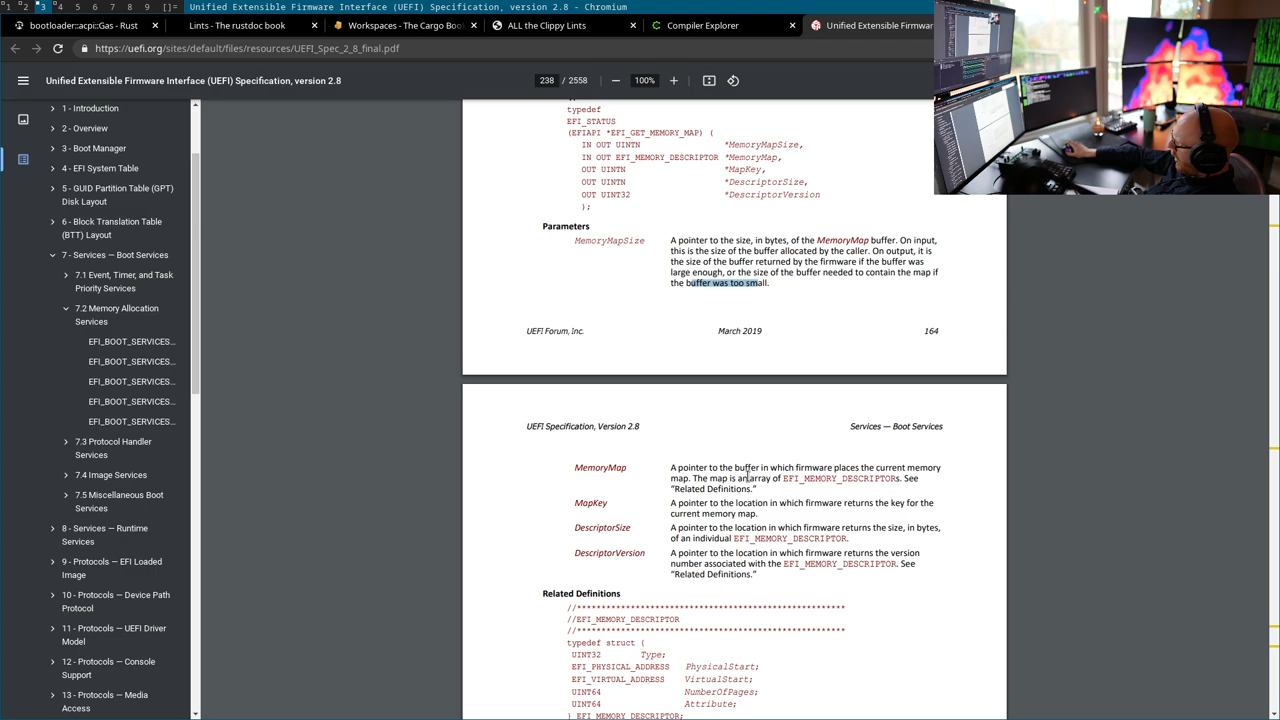 1 2 3 4 5 6 7 8 9 []= Unified Extensible Firmware Interface (UEFI) Specification, version 2.8 - Chromium
bootloader::acpi::Gas - Rust
Lints - The rustc b
Workspaces - The Cargo Boo
ALL the Clippy Lints
Compiler Explorer
Unified Extensible Firm
https://uefi.org/sites/default/fil /UEFI_Spec_2_8_final.pdf
Unified Extensible Firmware Interface (UEFI) Sp ersion 2.8
238 / 2558
100%
1 - Introduction
2 - Overview
3 - Boot Manager
FI System Table
UID Partition Table (GPT)
yout
6 - Block Translation Table
(BTT) Layout
7 - Services — Boot Services
7.1 Event, Timer, and Task
Priority Services
7.2 Memory Allocation
Services
EFI_BOOT_SERVICES...
EFI_BOOT_SERVICES...
EFI_BOOT_SERVICES...
EFI_BOOT_SERVICES...
EFI_BOOT_SERVICES...
7.3 Protocol Handler
Services
7.4 Image Services
7.5 Miscellaneous Boot
Services
8 - Services — Runtime
Services
9 - Protocols — EFI Loaded
Image
10 - Protocols — Device Path
Protocol
11 - Protocols — UEFI Driver
Model
12 - Protocols — Console
Support
13 - Protocols — Media
Access
typedef
EFI_STATUS
(EFIAPI *EFI_GET_MEMORY_MAP) (
IN OUT UINTN *MemoryMapSize,
IN OUT EFI_MEMORY_DESCRIPTOR *MemoryMap,
OUT UINTN *MapKey,
OUT UINTN *DescriptorSize,
OUT UINT32 *DescriptorVersion
);
Parameters
MemoryMapSize A pointer to the size, in bytes, of the MemoryMap buffer. On input,
this is the size of the buffer allocated by the caller. On output, it is
the size of the buffer returned by the firmware if the buffer was
large enough, or the size of the buffer needed to contain the map if
the buffer was too small.
UEFI Forum, Inc. March 2019 164
UEFI Specification, Version 2.8 Services — Boot Services
MemoryMap A pointer to the buffer in which firmware places the current memory
map. The map is an array of EFI_MEMORY_DESCRIPTORs. See
“Related Definitions.”
MapKey A pointer to the location in which firmware returns the key for the
current memory map.
DescriptorSize A pointer to the location in which firmware returns the size, in bytes,
of an individual EFI_MEMORY_DESCRIPTOR.
DescriptorVersion A pointer to the location in which firmware returns the version
number associated with the EFI_MEMORY_DESCRIPTOR. See
“Related Definitions.”
Related Definitions
//*******************************************************
//EFI_MEMORY_DESCRIPTOR
//*******************************************************
typedef struct {
UINT32 Type;
EFI_PHYSICAL_ADDRESS PhysicalStart;
EFI_VIRTUAL_ADDRESS VirtualStart;
UINT64 NumberOfPages;
UINT64 Attribute;
} EFI_MEMORY_DESCRIPTOR;